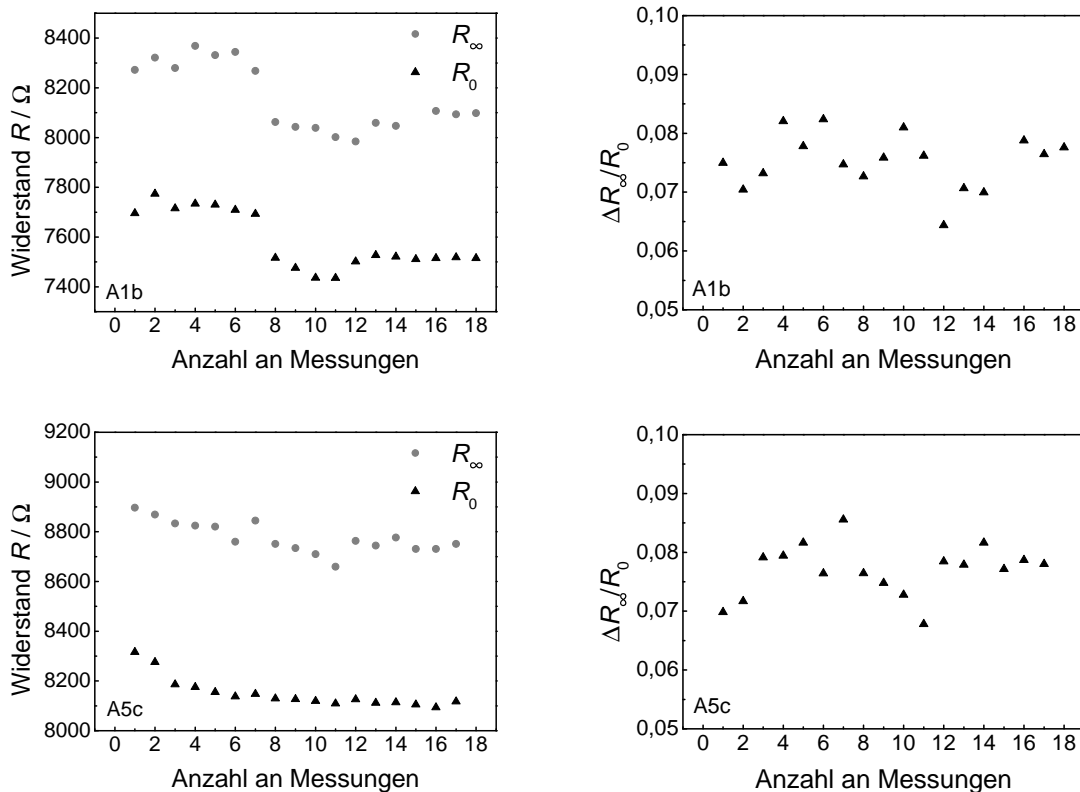 8400
8200
8000
7800
7600
7400
Widerstand R / Ω
R∞
R0
A1b
0 2 4 6 8 10 12 14 16 18
Anzahl an Messungen
0,10
0,09
0,08
0,07
0,06
0,05
ΔR∞/R0
A1b
0 2 4 6 8 10 12 14 16 18
Anzahl an Messungen
9200
9000
8800
8600
8400
8200
8000
Widerstand R / Ω
R∞
R0
A5c
0 2 4 6 8 10 12 14 16 18
Anzahl an Messungen
0,10
0,09
0,08
0,07
0,06
0,05
ΔR∞/R0
A5c
0 2 4 6 8 10 12 14 16 18
Anzahl an Messungen